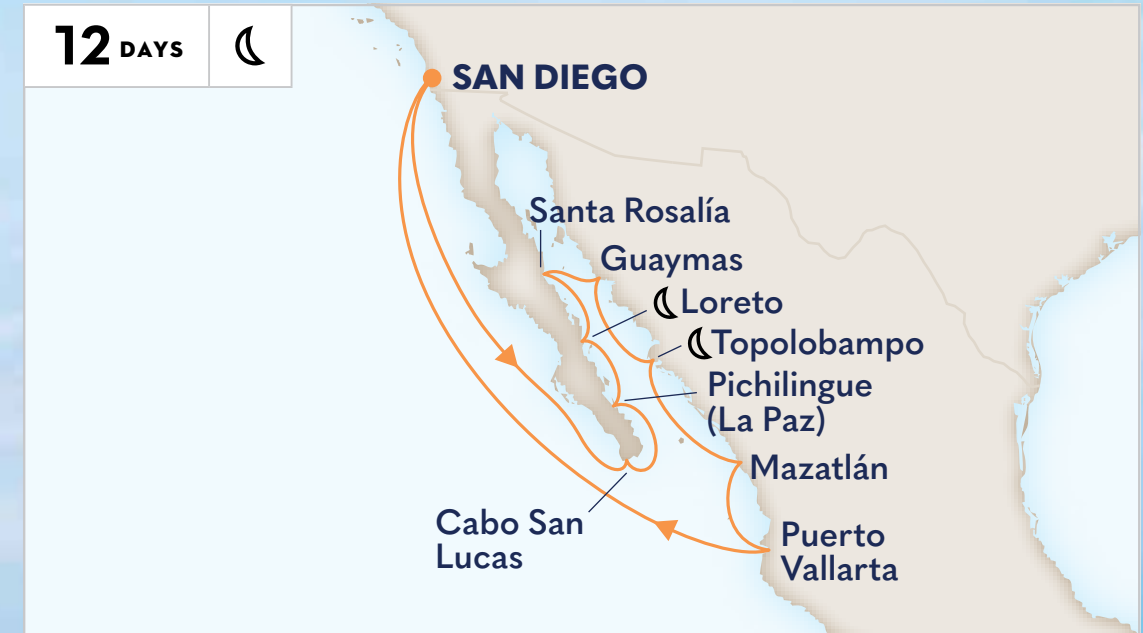 12 DAYS
SAN DIEGO
Santa Rosalía
Guaymas
Loreto
Topolobampo
Pichilingue
(La Paz)
Mazatlán
Cabo San
Lucas
Puerto
Vallarta